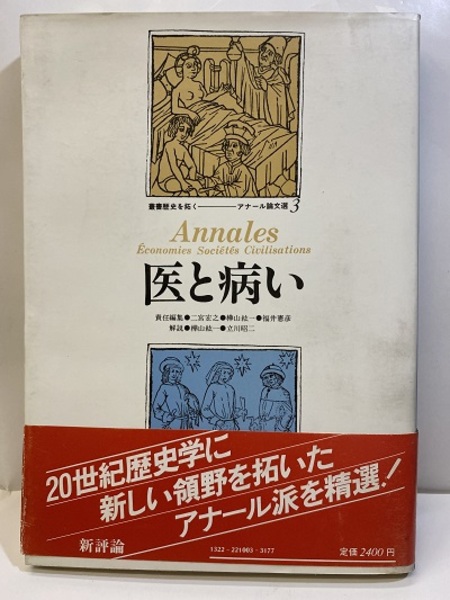 叢書歴史を拓く———アナール論文選3
Annales
Économies Sociétés Civilisations
医と病い
責任編集●二宮宏之●樺山紘一●福井憲彦
解説●樺山紘一●立川昭二
20世紀歴史学に
新しい領野を拓いた
アナール派を精選!
新評論
1322-221003-3177
定価2400円